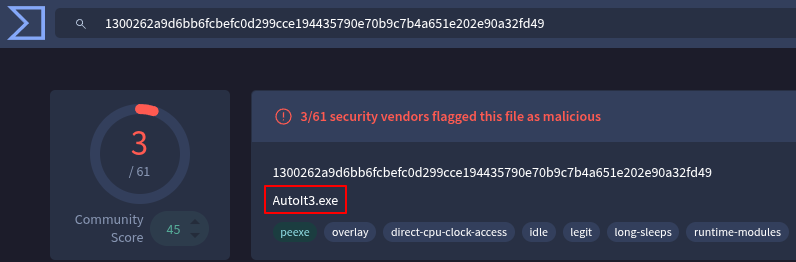 1300262a9d6bb6fcbefc0d299cce194435790e70b9c7b4a651e202e90a32fd49
3
/ 61
Community
Score
45
3/61 security vendors flagged this file as malicious
1300262a9d6bb6fcbefc0d299cce194435790e70b9c7b4a651e202e90a32fd49
AutoIt3.exe
peexe overlay direct-cpu-clock-access idle legit long-sleeps runtime-modules